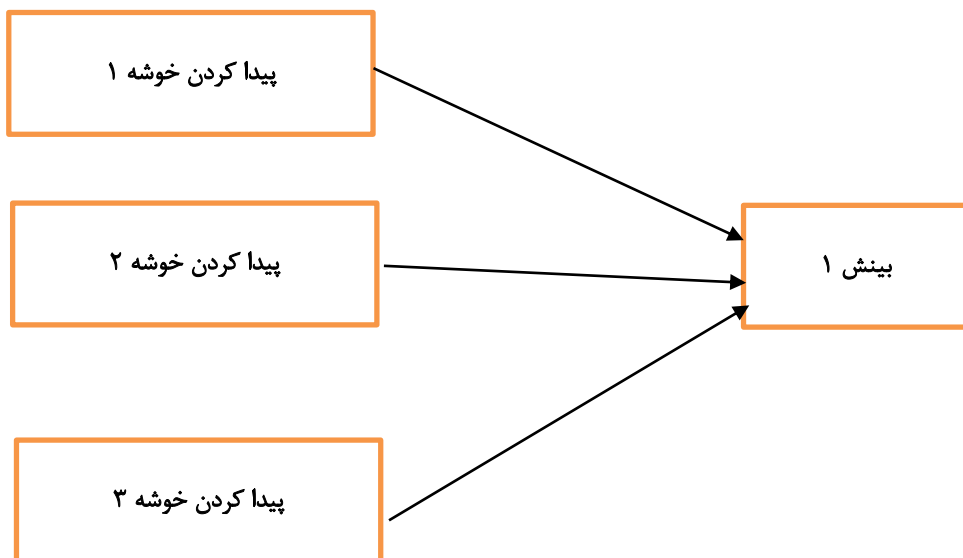 پیدا کردن خوشه ۱
پیدا کردن خوشه ۲
بینش ۱
پیدا کردن خوشه ۳